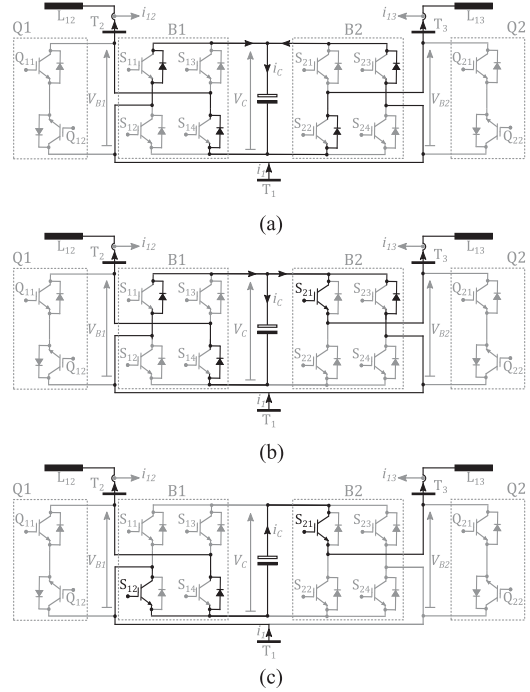 L12 i12 i13 L13
Q1 T2 B1 B2 T3 Q2
Q11 S11 S13 iC S21 S23 Q21
VB1 VC VB2
Q12 S12 S14 S22 S24 Q22
i1
T1
(a)
L12 i12 i13 L13
Q1 T2 B1 B2 T3 Q2
Q11 S11 S13 iC S21 S23 Q21
VB1 VC VB2
Q12 S12 S14 S22 S24 Q22
i1
T1
(b)
L12 i12 i13 L13
Q1 T2 B1 B2 T3 Q2
Q11 S11 S13 iC S21 S23 Q21
VB1 VC VB2
Q12 S12 S14 S22 S24 Q22
i1
T1
(c)